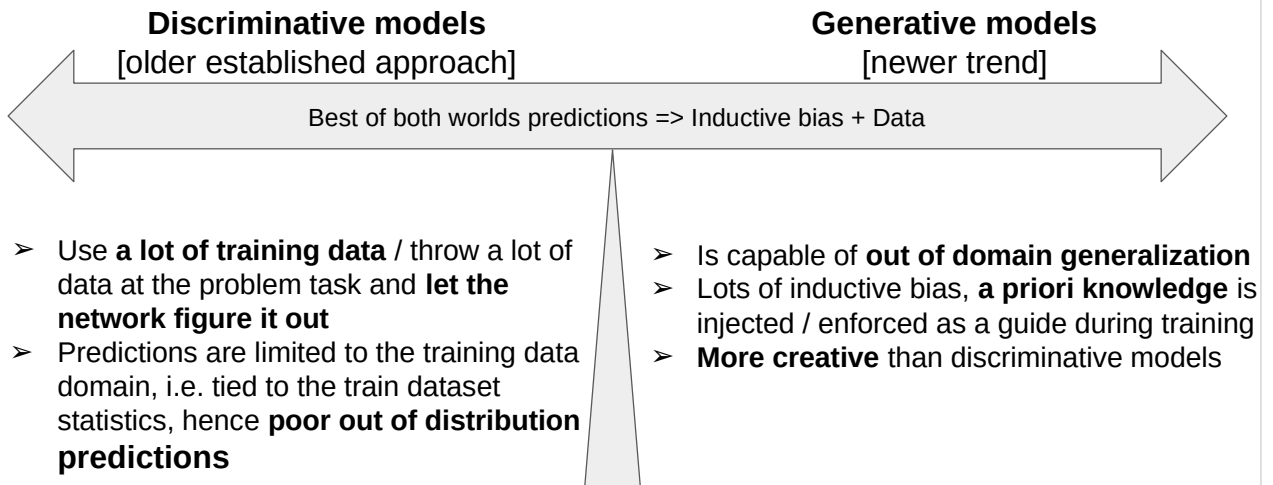 Discriminative models
[older established approach]
Generative models
[newer trend]
Best of both worlds predictions => Inductive bias + Data
➢ Use a lot of training data / throw a lot of
data at the problem task and let the
network figure it out
➢ Predictions are limited to the training data
domain, i.e. tied to the train dataset
statistics, hence poor out of distribution
predictions
➢ Is capable of out of domain generalization
➢ Lots of inductive bias, a priori knowledge is
injected / enforced as a guide during training
➢ More creative than discriminative models